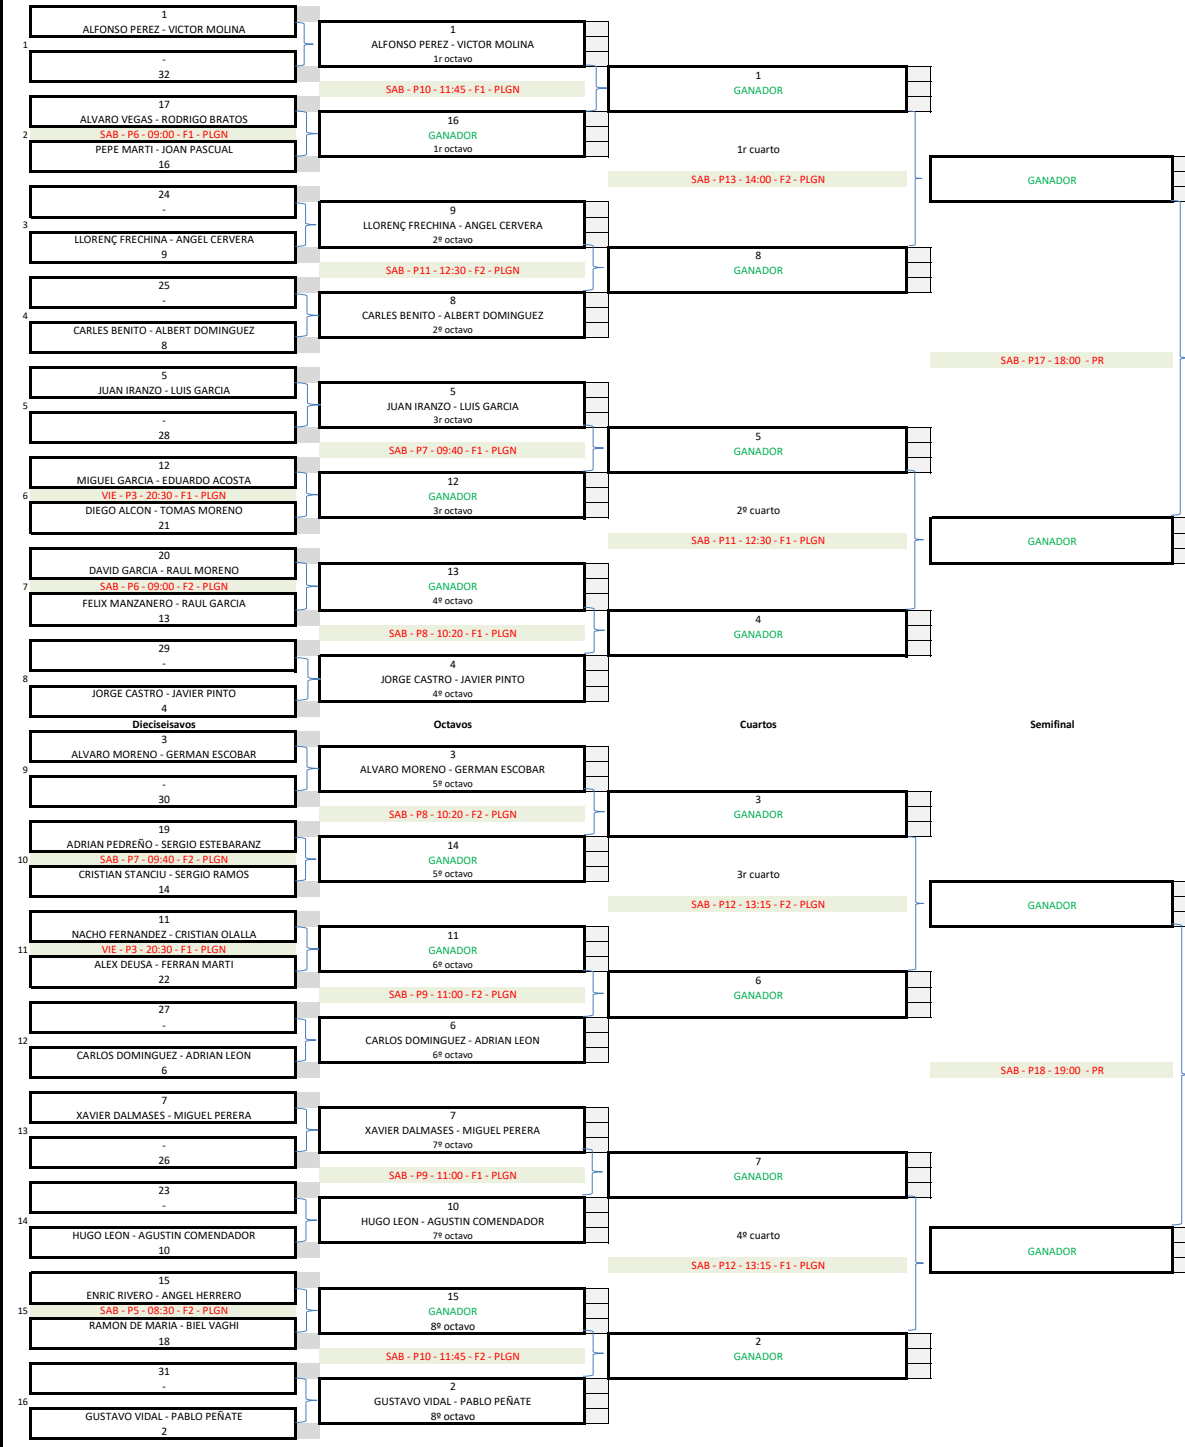 1
ALFONSO PEREZ - VICTOR MOLINA
1
-
32
17
ALVARO VEGAS - RODRIGO BRATOS
2
SAB - P6 - 09:00 - F1 - PLGN
PEPE MARTI - JOAN PASCUAL
16
24
-
3
LLORENÇ FRECHINA - ANGEL CERVERA
9
25
-
4
CARLES BENITO - ALBERT DOMINGUEZ
8
5
JUAN IRANZO - LUIS GARCIA
5
-
28
12
MIGUEL GARCIA - EDUARDO ACOSTA
6
VIE - P3 - 20:30 - F1 - PLGN
DIEGO ALCON - TOMAS MORENO
21
20
DAVID GARCIA - RAUL MORENO
7
SAB - P6 - 09:00 - F2 - PLGN
FELIX MANZANERO - RAUL GARCIA
13
29
-
8
JORGE CASTRO - JAVIER PINTO
4
1
ALFONSO PEREZ - VICTOR MOLINA
1r octavo
SAB - P10 - 11:45 - F1 - PLGN
16
GANADOR
1r octavo
9
LLORENÇ FRECHINA - ANGEL CERVERA
2º octavo
SAB - P11 - 12:30 - F2 - PLGN
8
CARLES BENITO - ALBERT DOMINGUEZ
2º octavo
5
JUAN IRANZO - LUIS GARCIA
3r octavo
SAB - P7 - 09:40 - F1 - PLGN
12
GANADOR
3r octavo
13
GANADOR
4º octavo
SAB - P8 - 10:20 - F1 - PLGN
4
JORGE CASTRO - JAVIER PINTO
4º octavo
1
GANADOR
1r cuarto
SAB - P13 - 14:00 - F2 - PLGN
8
GANADOR
5
GANADOR
2º cuarto
SAB - P11 - 12:30 - F1 - PLGN
4
GANADOR
GANADOR
SAB - P17 - 18:00 - PR
GANADOR
Dieciseisavos
Octavos
Cuartos
Semifinal
3
ALVARO MORENO - GERMAN ESCOBAR
9
-
30
19
ADRIAN PEDREÑO - SERGIO ESTEBARANZ
10
SAB - P7 - 09:40 - F2 - PLGN
CRISTIAN STANCIU - SERGIO RAMOS
14
11
NACHO FERNANDEZ - CRISTIAN OLALLA
11
VIE - P3 - 20:30 - F1 - PLGN
ALEX DEUSA - FERRAN MARTI
22
27
-
12
CARLOS DOMINGUEZ - ADRIAN LEON
6
7
XAVIER DALMASES - MIGUEL PERERA
13
-
26
23
-
14
HUGO LEON - AGUSTIN COMENDADOR
10
15
ENRIC RIVERO - ANGEL HERRERO
15
SAB - P5 - 08:30 - F2 - PLGN
RAMON DE MARIA - BIEL VAGHI
18
31
-
16
GUSTAVO VIDAL - PABLO PEÑATE
2
3
ALVARO MORENO - GERMAN ESCOBAR
5º octavo
SAB - P8 - 10:20 - F2 - PLGN
14
GANADOR
5º octavo
11
GANADOR
6º octavo
SAB - P9 - 11:00 - F2 - PLGN
6
CARLOS DOMINGUEZ - ADRIAN LEON
6º octavo
7
XAVIER DALMASES - MIGUEL PERERA
7º octavo
SAB - P9 - 11:00 - F1 - PLGN
10
HUGO LEON - AGUSTIN COMENDADOR
7º octavo
15
GANADOR
8º octavo
SAB - P10 - 11:45 - F2 - PLGN
2
GUSTAVO VIDAL - PABLO PEÑATE
8º octavo
3
GANADOR
3r cuarto
SAB - P12 - 13:15 - F2 - PLGN
6
GANADOR
7
GANADOR
4º cuarto
SAB - P12 - 13:15 - F1 - PLGN
2
GANADOR
GANADOR
SAB - P18 - 19:00 - PR
GANADOR